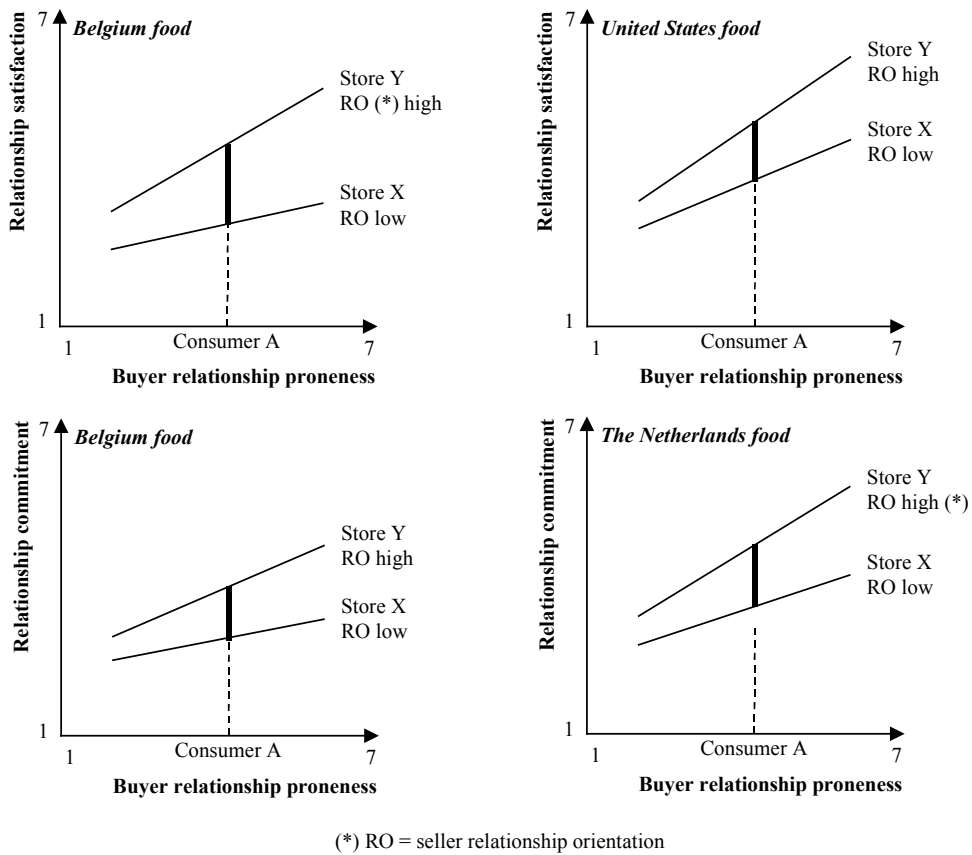 7
Belgium food
Relationship satisfaction
Store Y
RO (*) high
Store X
RO low
1
Consumer A
1
7
Buyer relationship proneness
7
United States food
Relationship satisfaction
Store Y
RO high
Store X
RO low
1
Consumer A
1
7
Buyer relationship proneness
7
Belgium food
Relationship commitment
Store Y
RO high
Store X
RO low
1
Consumer A
1
7
Buyer relationship proneness
7
The Netherlands food
Relationship commitment
Store Y
RO high (*)
Store X
RO low
1
Consumer A
1
7
Buyer relationship proneness
(*) RO = seller relationship orientation